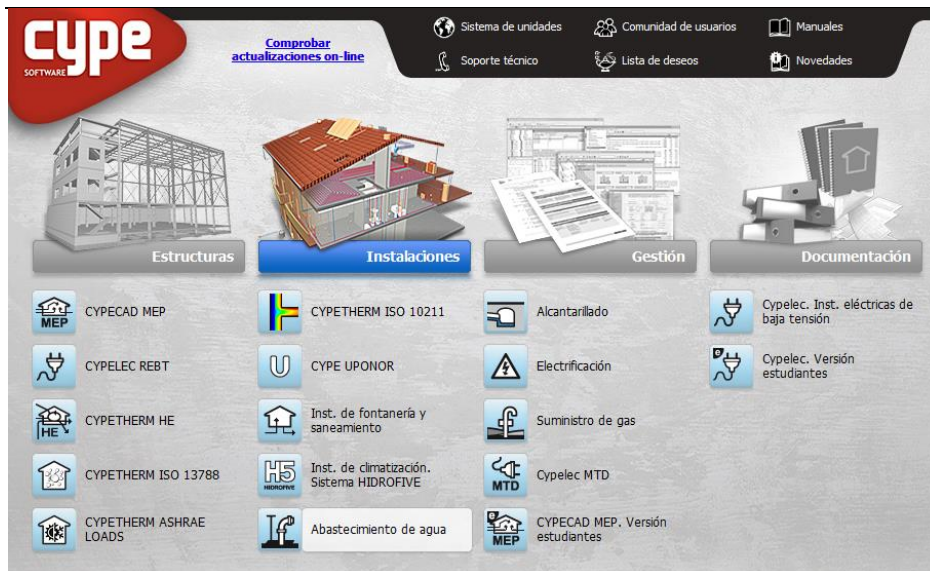 cype
SOFTWARE
Comprobar
actualizaciones on-line
Sistema de unidades
Comunidad de usuarios
Manuales
Soporte técnico
Lista de deseos
Novedades
Estructuras
Instalaciones
Gestión
Documentación
MEP
CYPECAD MEP
CYPETHERM ISO 10211
Alcantarillado
Cypelec. Inst. eléctricas de
baja tensión
CYPELEC REBT
U
CYPE UPONOR
Electrificación
e
Cypelec. Versión
estudiantes
HE
CYPETHERM HE
Inst. de fontanería y
saneamiento
Suministro de gas
CYPETHERM ISO 13788
H5
HIDROFIVE
Inst. de climatización.
Sistema HIDROFIVE
MTD
Cypelec MTD
CYPETHERM ASHRAE
LOADS
Abastecimiento de agua
e
MEP
CYPECAD MEP. Versión
estudiantes